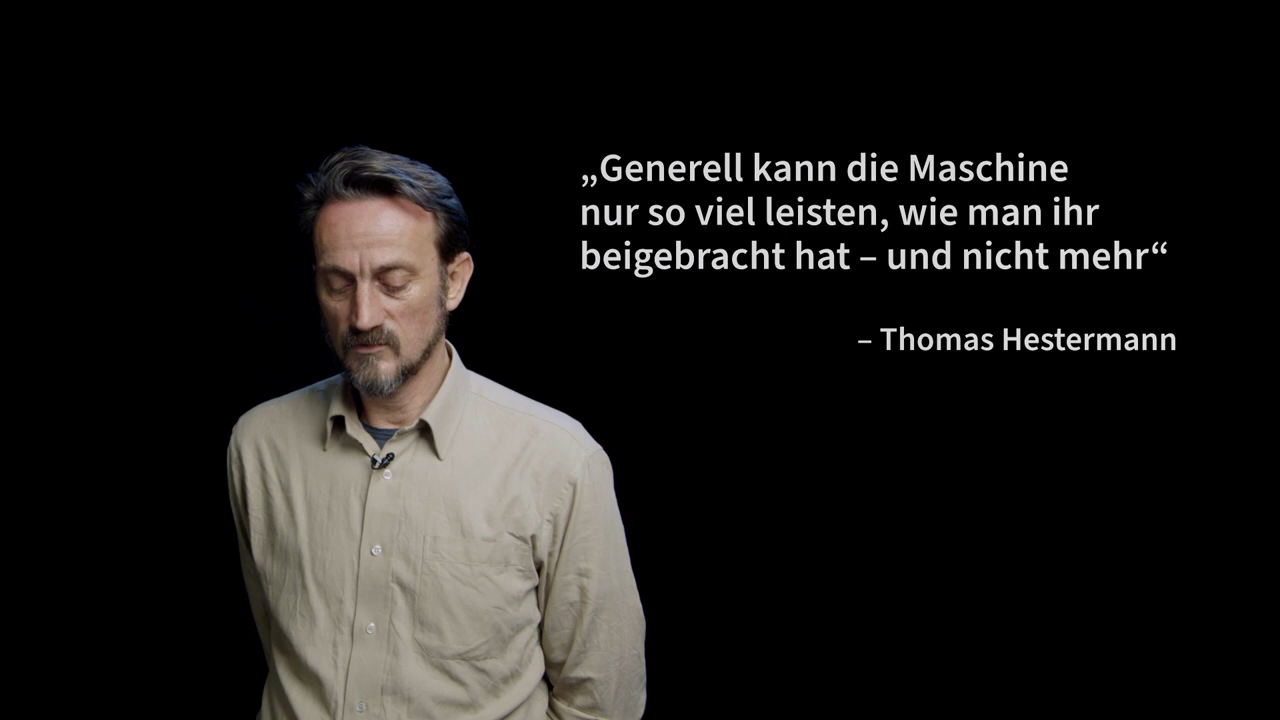 „Generell kann die Maschine
nur so viel leisten, wie man ihr
beigebracht hat – und nicht mehr“
– Thomas Hestermann